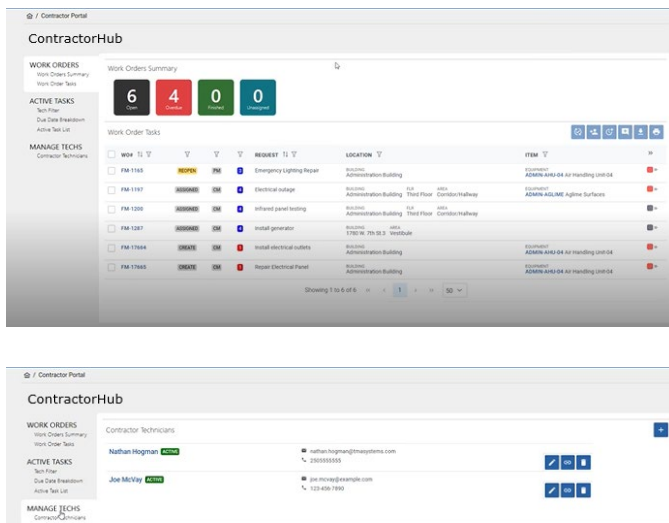 / Contractor Portal
ContractorHub
WORK ORDERS
Work Orders Summary
Work Order Tasks
ACTIVE TASKS
Tech Filter
Due Date Breakdown
Active Task List
MANAGE TECHS
Contractor Technicians
Work Orders Summary
6 4 0 0
Open Overdue Finished Unassigned
Work Order Tasks
WO# REQUEST LOCATION ITEM
BUILDING EQUIPMENT
FM-1165 REOPEN PM 3 Emergency Lighting Repair Administration Building ADMIN-AHU-04 Air Handling Unit-04
BUILDING FLR AREA EQUIPMENT
FM-1197 ASSIGNED CM 4 Electrical outage Administration Building Third Floor Corridor/Hallway ADMIN-AGLIME Aglime Surfaces
BUILDING FLR AREA
FM-1200 ASSIGNED CM 4 Infrared panel testing Administration Building Third Floor Corridor/Hallway
BUILDING AREA
FM-1287 ASSIGNED CM 4 Install generator 1780 W. 7th St.3 Vestibule
BUILDING EQUIPMENT
FM-17664 CREATE CM Install electrical outlets Administration Building ADMIN-AHU-04 Air Handling Unit-04
BUILDING EQUIPMENT
FM-17665 CREATE CM Repair Electrical Panel Administration Building ADMIN-AHU-04 Air Handling Unit-04
Showing 1 to 6 of 6 « ‹ 1 › » 50
/ Contractor Portal
ContractorHub
WORK ORDERS
Work Orders Summary
Work Order Tasks
ACTIVE TASKS
Tech Filter
Due Date Breakdown
Active Task List
MANAGE TECHS
Contractor Technicians
Contractor Technicians
Nathan Hogman ACTIVE nathan.hogman@tmasystems.com
2505555555
Joe McVay ACTIVE joe.mcvay@example.com
123-456-7890